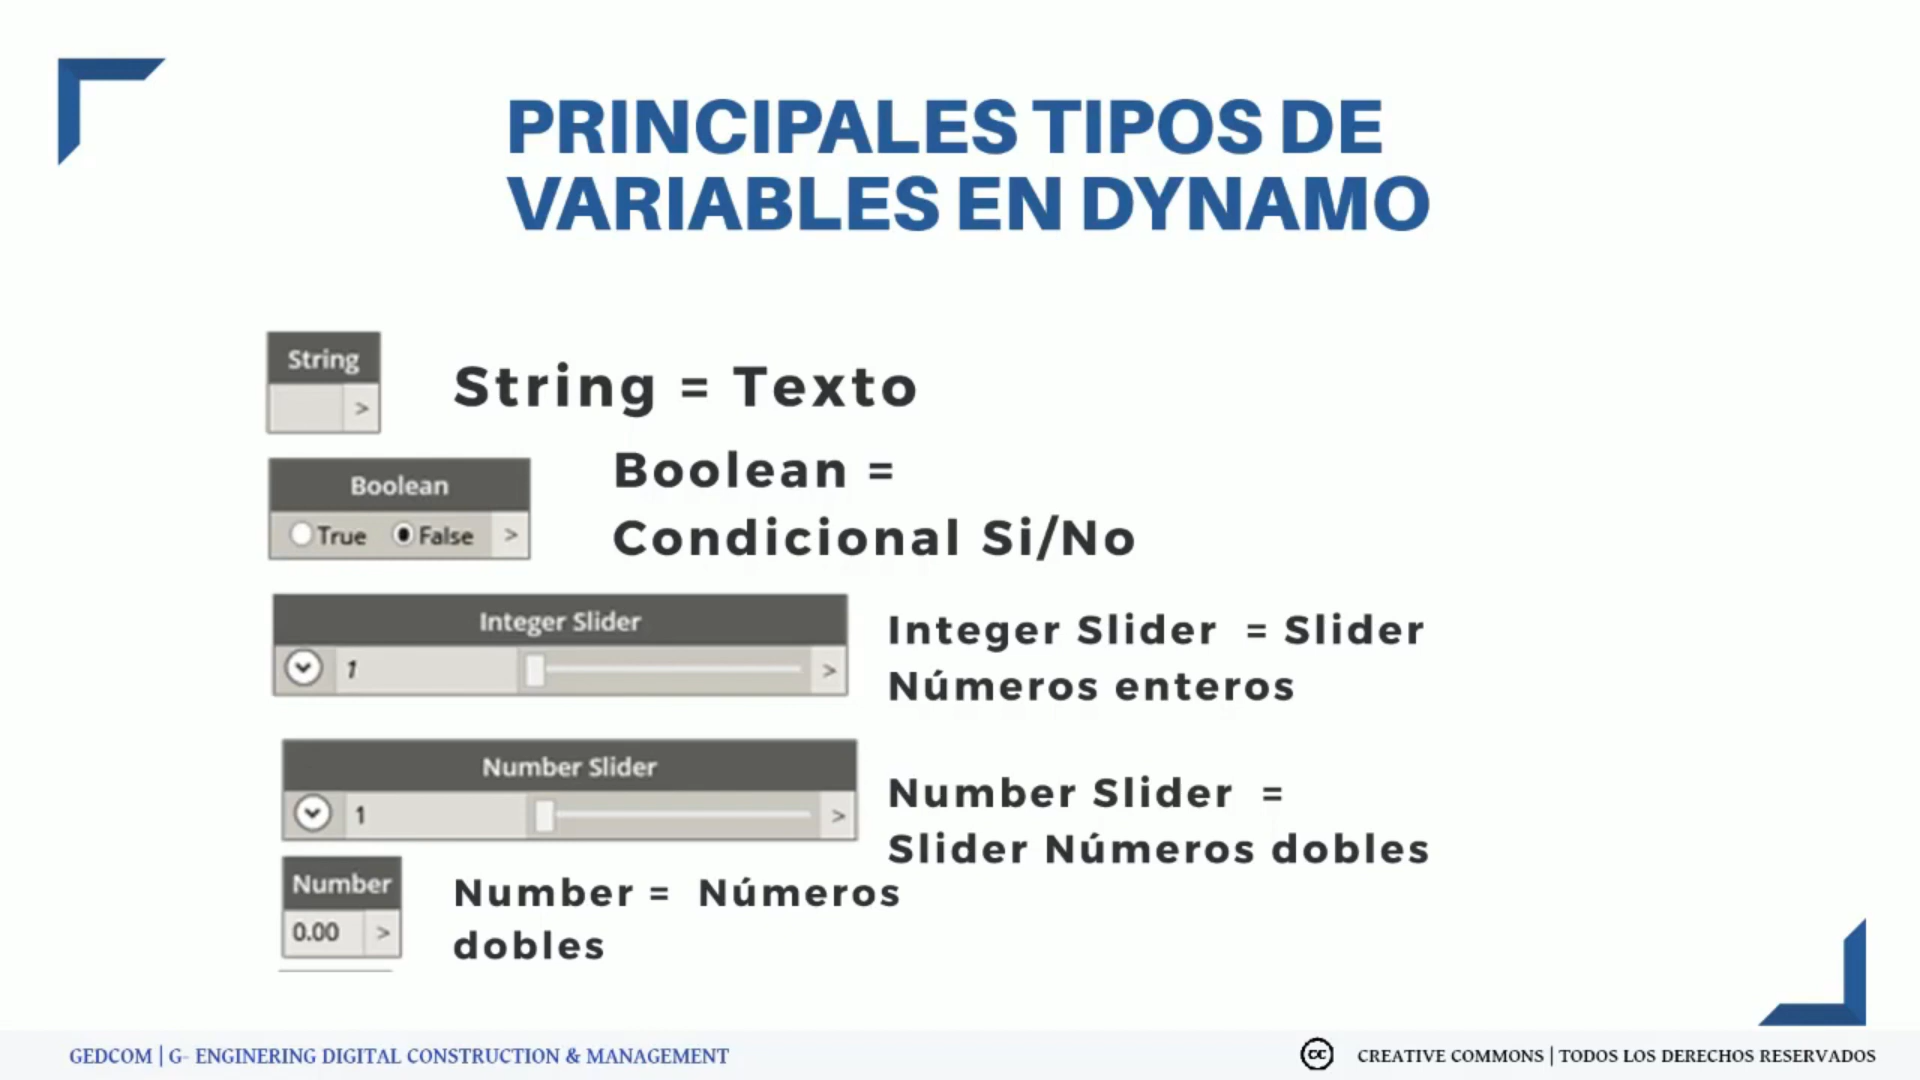 PRINCIPALES TIPOS DE
VARIABLES EN DYNAMO
String
>
String = Texto
Boolean
True False >
Boolean =
Condicional Si/No
Integer Slider
1 >
Integer Slider = Slider
Números enteros
Number Slider
1 >
Number Slider =
Slider Números dobles
Number
0.00 >
Number = Números
dobles
GEDCOM | G- ENGINERING DIGITAL CONSTRUCTION & MANAGEMENT
cc CREATIVE COMMONS | TODOS LOS DERECHOS RESERVADOS